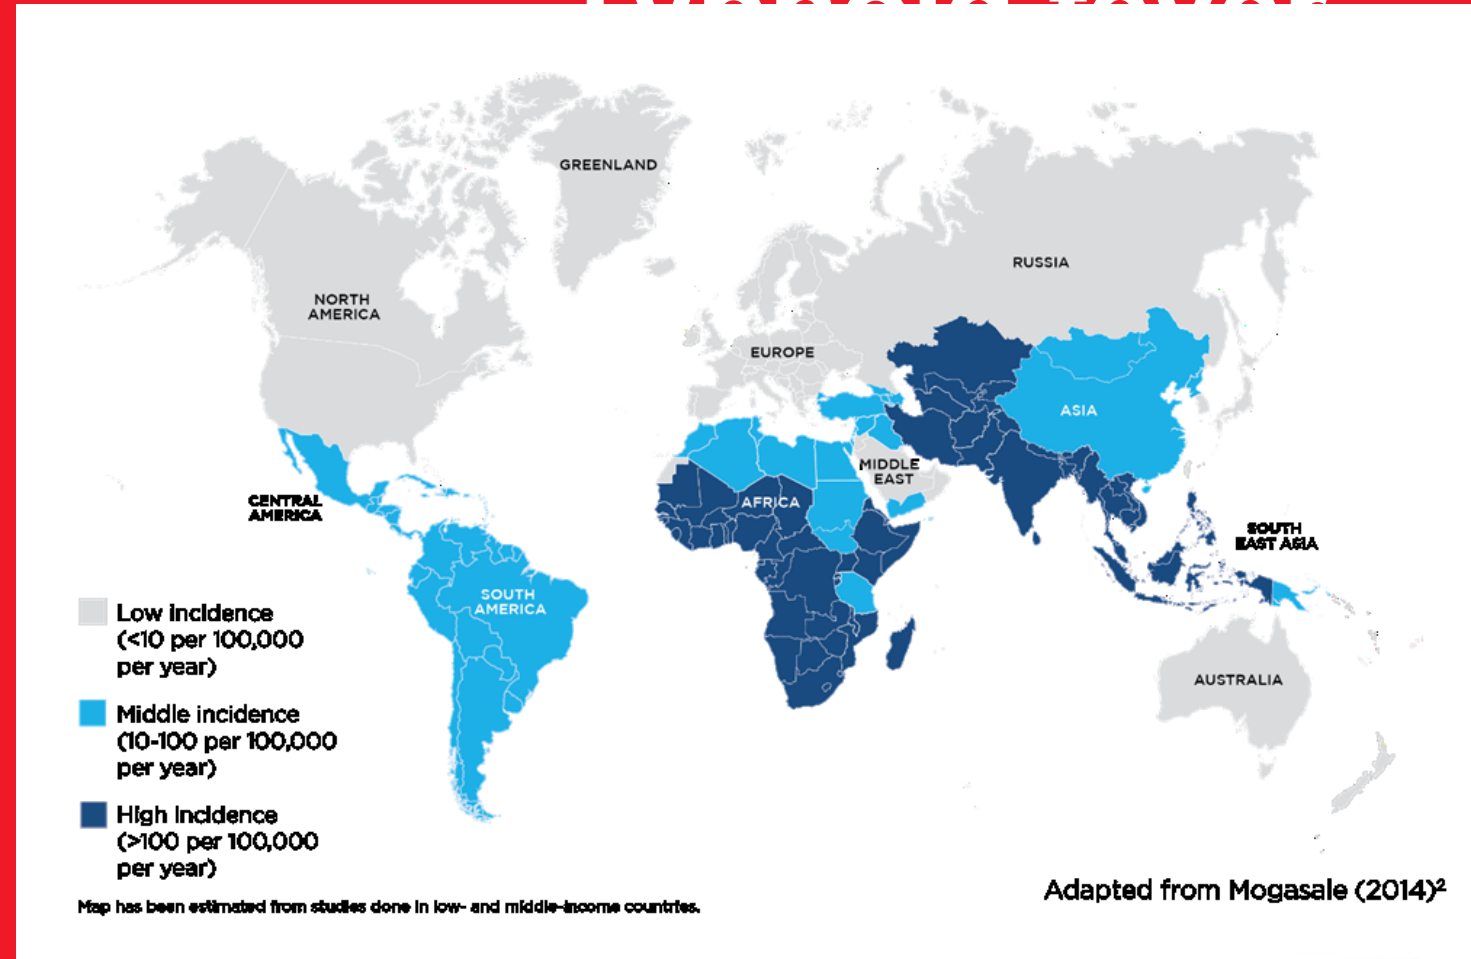 GREENLAND
RUSSIA
NORTH
AMERICA
EUROPE
ASIA
MIDDLE
EAST
AFRICA
CENTRAL
AMERICA
SOUTH
EAST ASIA
SOUTH
AMERICA
AUSTRALIA
Low incidence
(<10 per 100,000
per year)
Middle incidence
(10-100 per 100,000
per year)
High incidence
(>100 per 100,000
per year)
Adapted from Mogasale (2014)²
Map has been estimated from studies done in low- and middle-income countries.